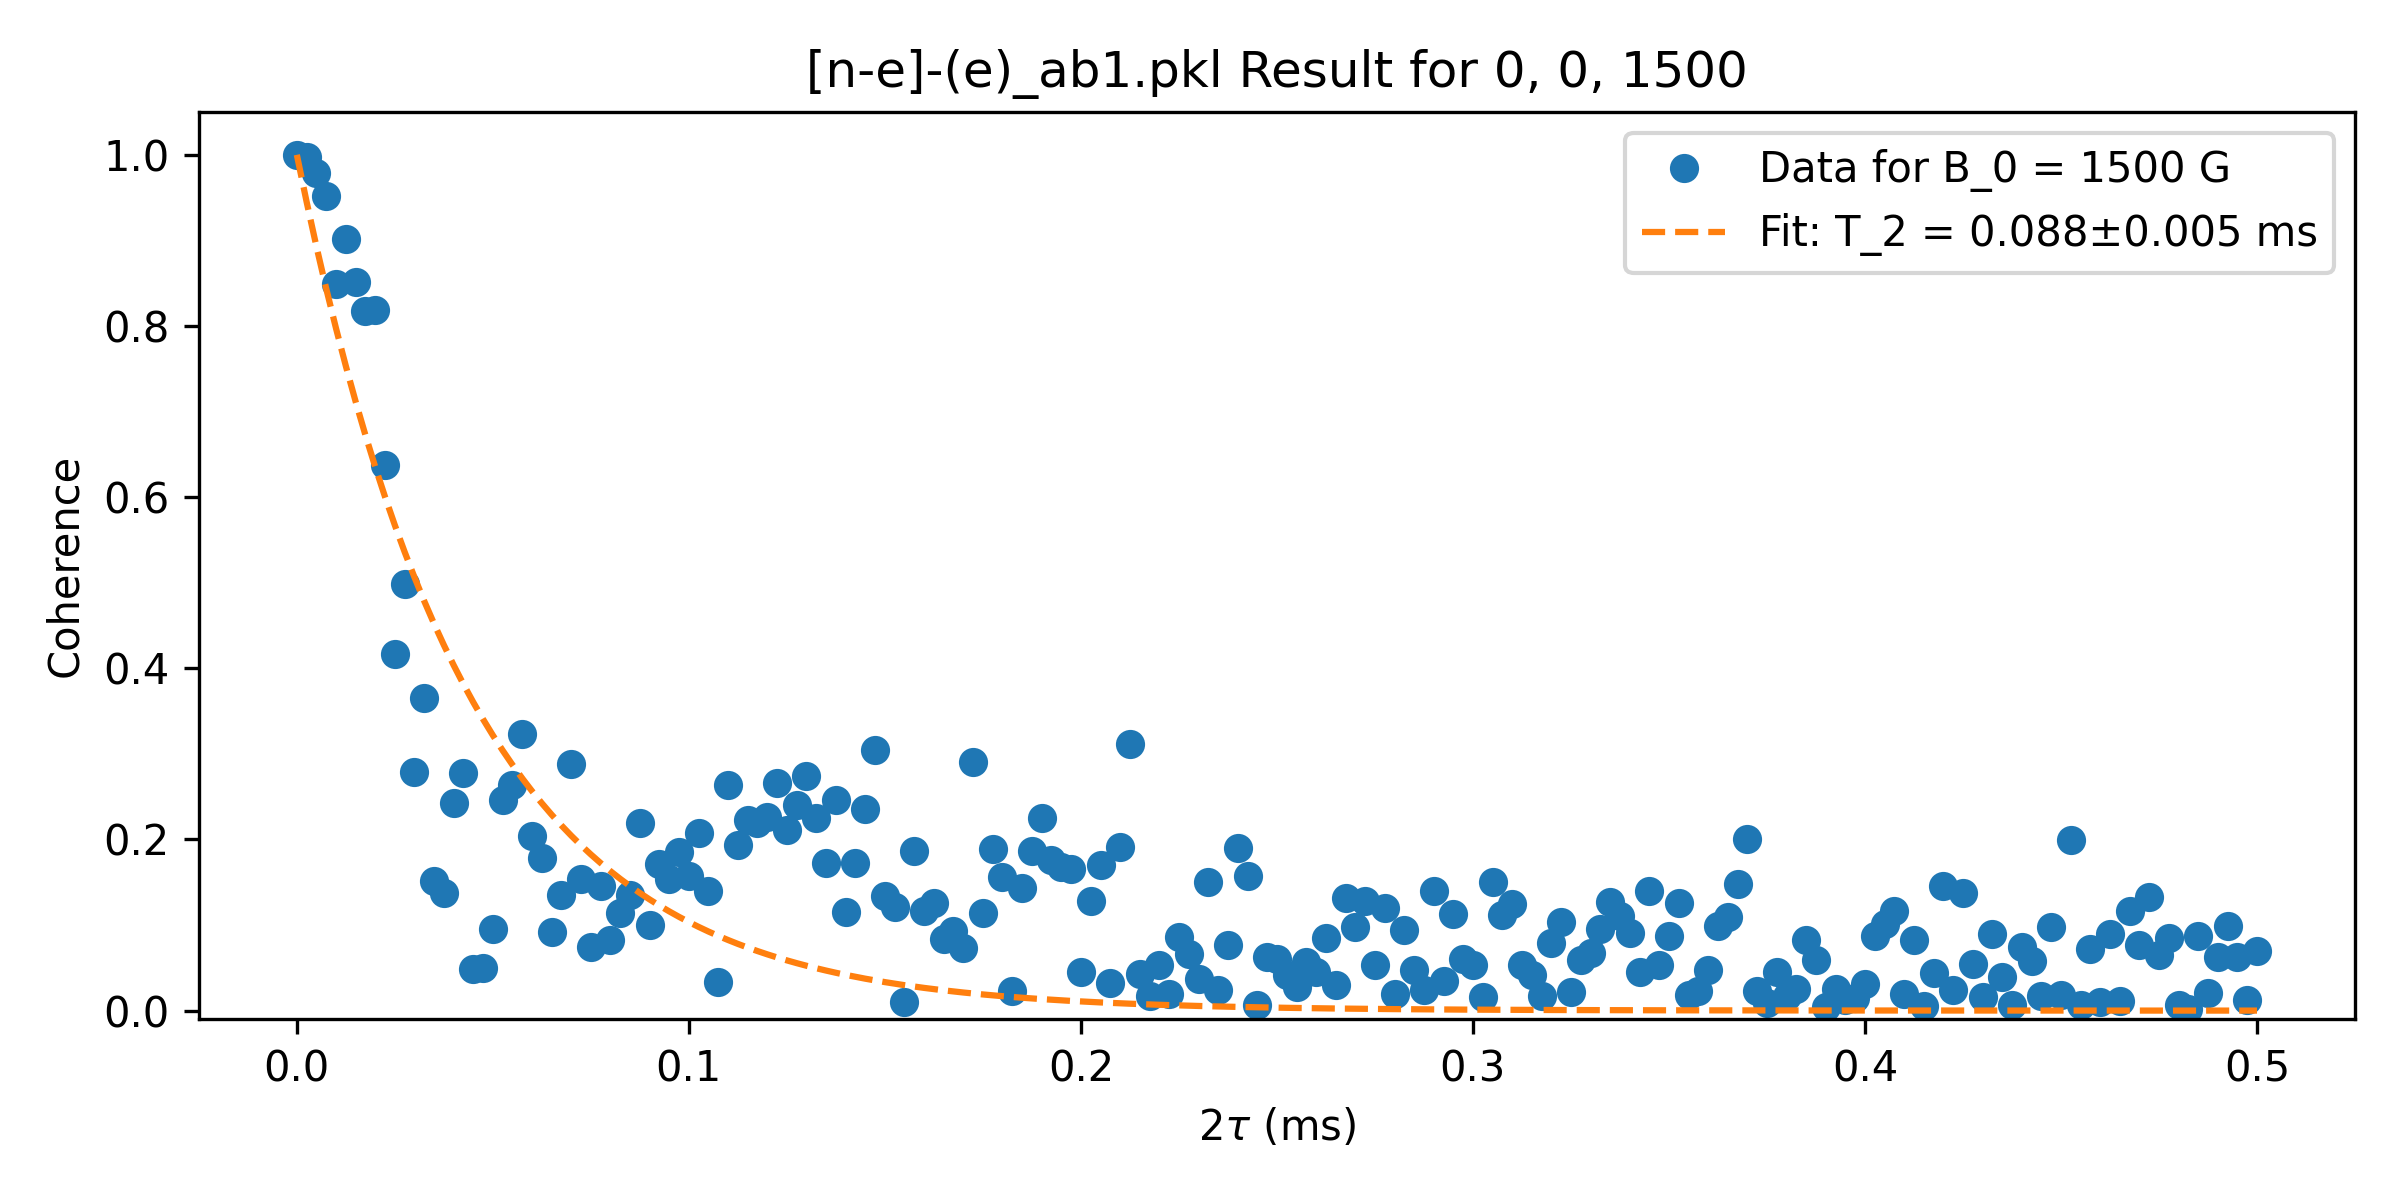 [n-e]-(e)_ab1.pkl Result for 0, 0, 1500
Data for B_0 = 1500 G
Fit: T_2 = 0.088±0.005 ms
Coherence
1.0
0.8
0.6
0.4
0.2
0.0
0.0 0.1 0.2 0.3 0.4 0.5
2τ (ms)